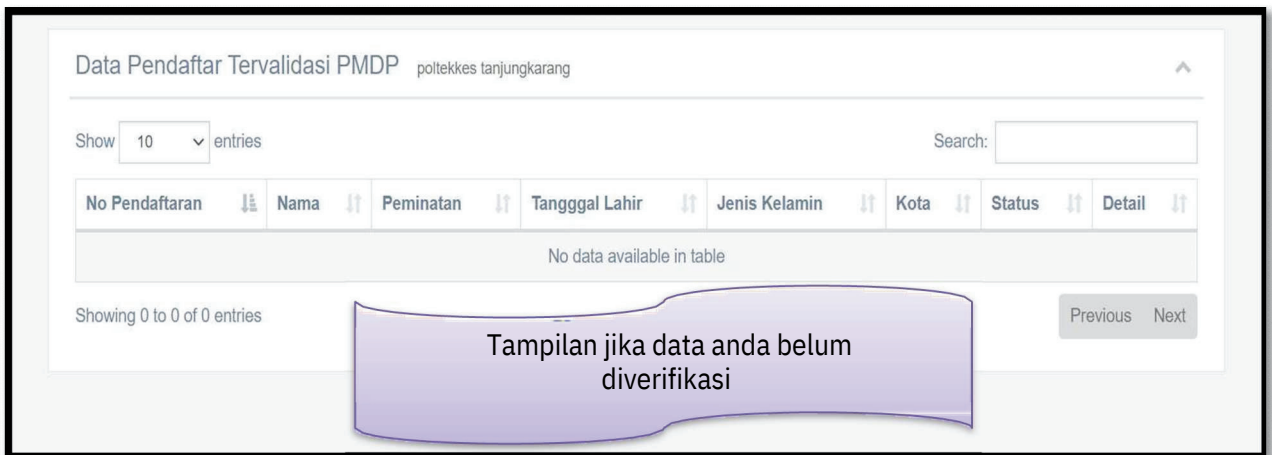 Data Pendaftar Tervalidasi PMDP poltekkes tanjungkarang
Show 10 entries Search:
No Pendaftaran Nama Peminatan Tangggal Lahir Jenis Kelamin Kota Status Detail
No data available in table
Showing 0 to 0 of 0 entries Previous Next
Tampilan jika data anda belum
diverifikasi